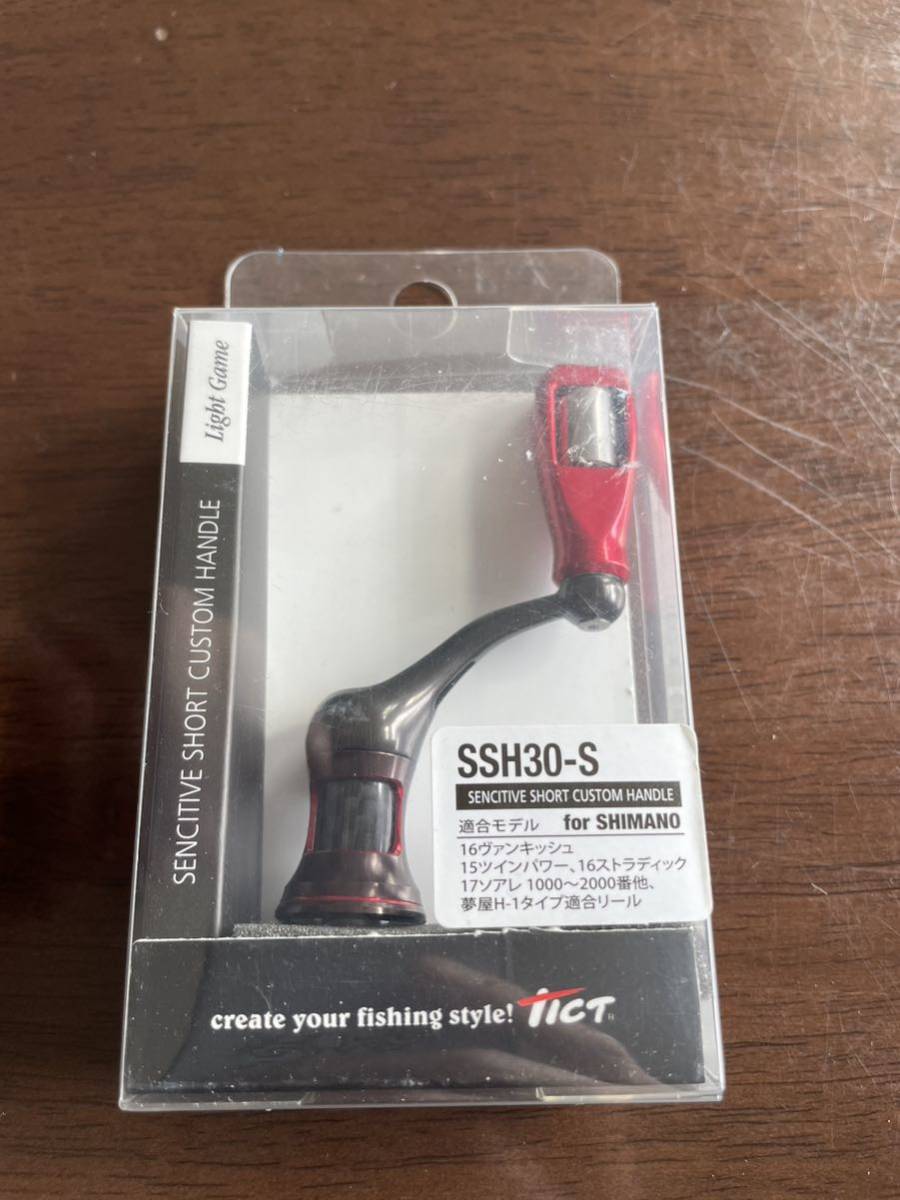 Light Game
SENCITIVE SHORT CUSTOM HANDLE
SSH30-S
SENCITIVE SHORT CUSTOM HANDLE
適合モデル for SHIMANO
16ヴァンキッシュ
15ツインパワー、16ストラディック
17ソアレ 1000〜2000番他、
夢屋H-1タイプ適合リール
create your fishing style! TICT®